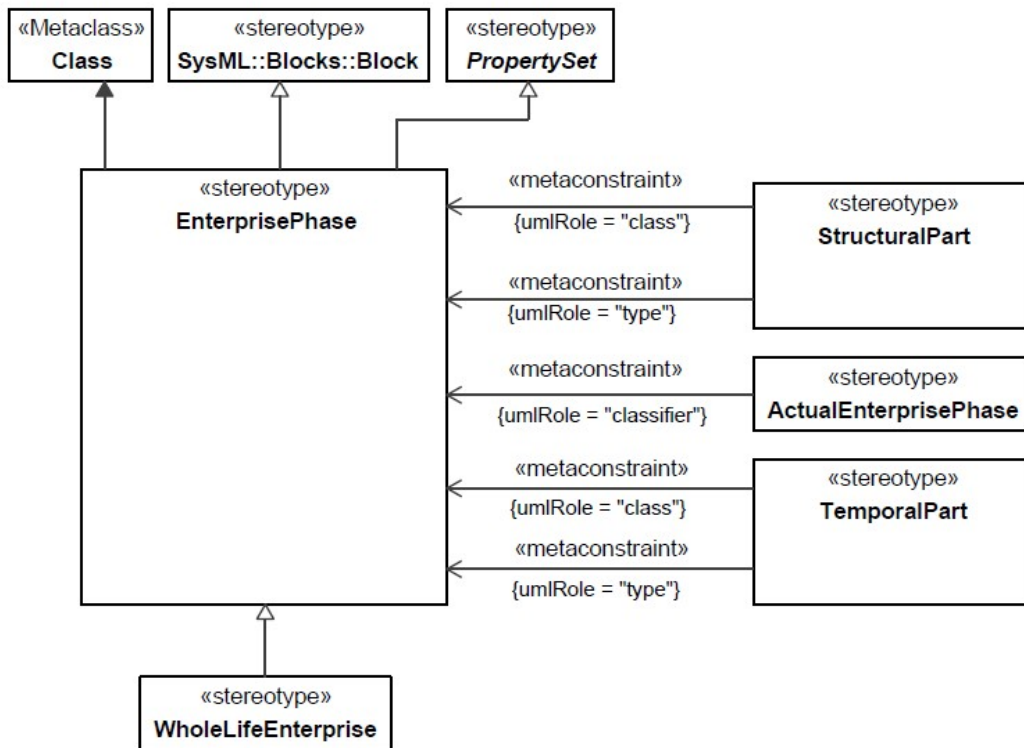 «Metaclass»
Class
«stereotype»
SysML::Blocks::Block
«stereotype»
PropertySet
«stereotype»
EnterprisePhase
«metaconstraint»
{umlRole = "class"}
«metaconstraint»
{umlRole = "type"}
«stereotype»
StructuralPart
«metaconstraint»
{umlRole = "classifier"}
«stereotype»
ActualEnterprisePhase
«metaconstraint»
{umlRole = "class"}
«metaconstraint»
{umlRole = "type"}
«stereotype»
TemporalPart
«stereotype»
WholeLifeEnterprise